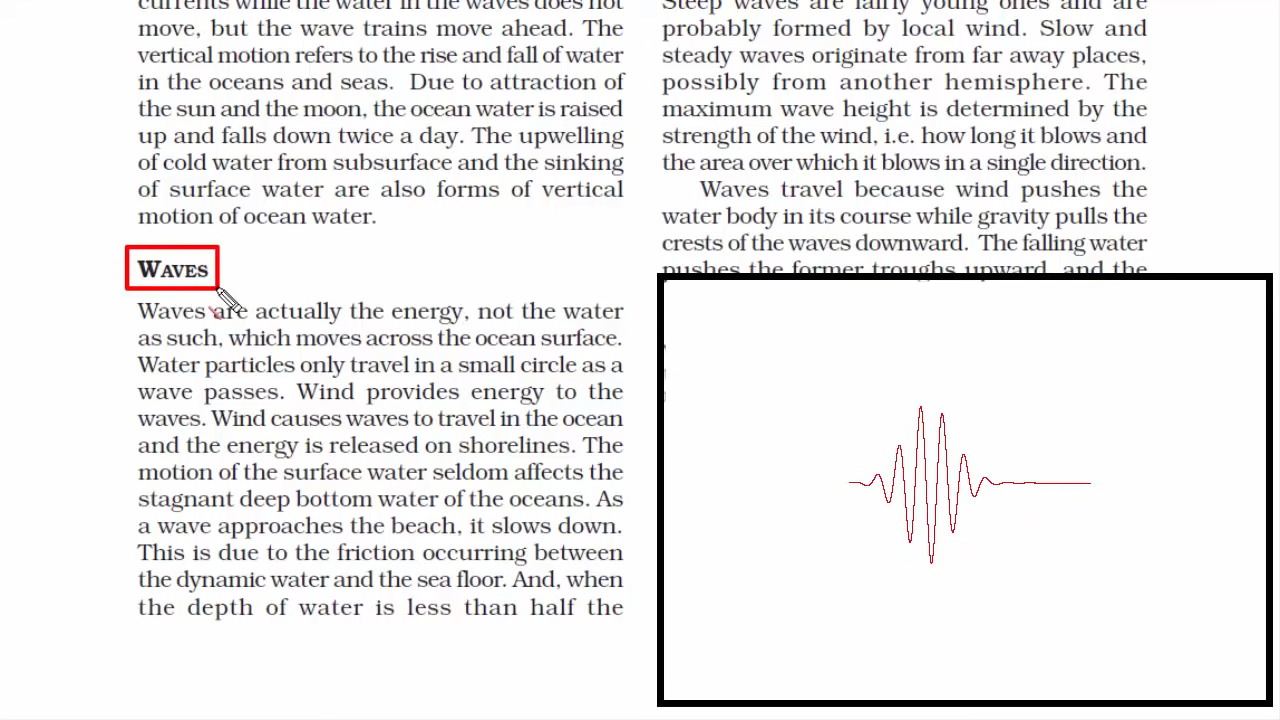 currents while the water in the waves does not
move, but the wave trains move ahead. The
vertical motion refers to the rise and fall of water
in the oceans and seas. Due to attraction of
the sun and the moon, the ocean water is raised
up and falls down twice a day. The upwelling
of cold water from subsurface and the sinking
of surface water are also forms of vertical
motion of ocean water.
WAVES
Waves are actually the energy, not the water
as such, which moves across the ocean surface.
Water particles only travel in a small circle as a
wave passes. Wind provides energy to the
waves. Wind causes waves to travel in the ocean
and the energy is released on shorelines. The
motion of the surface water seldom affects the
stagnant deep bottom water of the oceans. As
a wave approaches the beach, it slows down.
This is due to the friction occurring between
the dynamic water and the sea floor. And, when
the depth of water is less than half the
Steep waves are fairly young ones and are
probably formed by local wind. Slow and
steady waves originate from far away places,
possibly from another hemisphere. The
maximum wave height is determined by the
strength of the wind, i.e. how long it blows and
the area over which it blows in a single direction.
Waves travel because wind pushes the
water body in its course while gravity pulls the
crests of the waves downward. The falling water
pushes the former troughs upward, and the